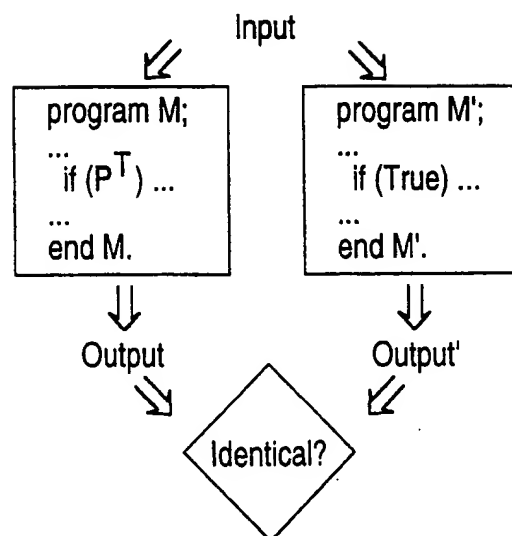 Input
program M;
...
if (P^T) ...
...
end M.
program M';
...
if (True) ...
...
end M'.
Output
Output'
Identical?